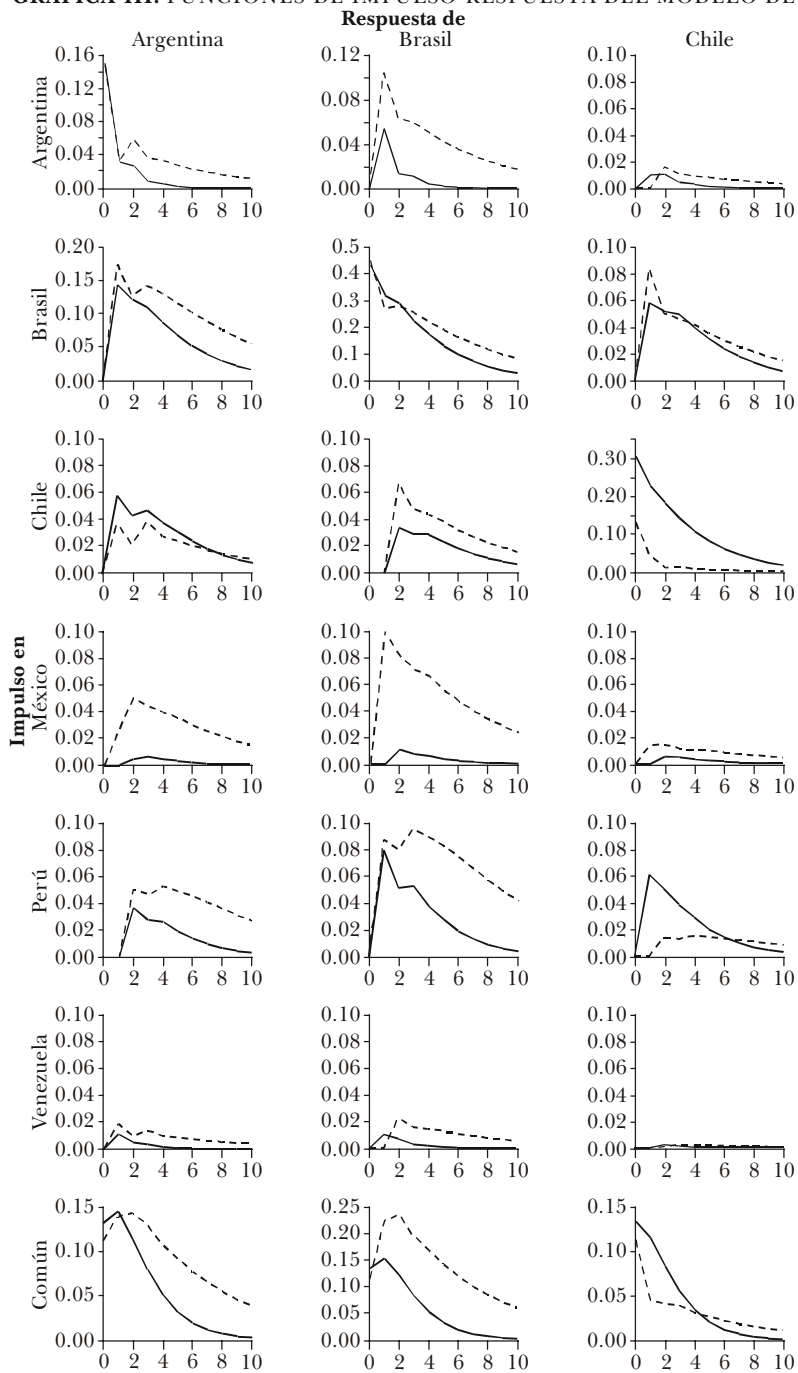 GRÁFICA III. FUNCIONES DE IMPULSO-RESPUESTA DEL MODELO DE
Respuesta de
Argentina Brasil Chile
Impulso en
Argentina
0.16 0.12 0.10
0.12 0.08
0.08 0.08 0.06
0.04 0.04 0.04
0.02
0.00 0.00 0.00
0 2 4 6 8 10 0 2 4 6 8 10 0 2 4 6 8 10
Brasil
0.20 0.5 0.10
0.15 0.4 0.08
0.10 0.3 0.06
0.2 0.04
0.05 0.1 0.02
0.00 0.0 0.00
0 2 4 6 8 10 0 2 4 6 8 10 0 2 4 6 8 10
Chile
0.10 0.10
0.08 0.08 0.30
0.06 0.06 0.20
0.04 0.04
0.02 0.02 0.10
0.00 0.00 0.00
0 2 4 6 8 10 0 2 4 6 8 10 0 2 4 6 8 10
México
0.10 0.10 0.10
0.08 0.08 0.08
0.06 0.06 0.06
0.04 0.04 0.04
0.02 0.02 0.02
0.00 0.00 0.00
0 2 4 6 8 10 0 2 4 6 8 10 0 2 4 6 8 10
Perú
0.10 0.10 0.10
0.08 0.08 0.08
0.06 0.06 0.06
0.04 0.04 0.04
0.02 0.02 0.02
0.00 0.00 0.00
0 2 4 6 8 10 0 2 4 6 8 10 0 2 4 6 8 10
Venezuela
0.10 0.10 0.10
0.08 0.08 0.08
0.06 0.06 0.06
0.04 0.04 0.04
0.02 0.02 0.02
0.00 0.00 0.00
0 2 4 6 8 10 0 2 4 6 8 10 0 2 4 6 8 10
Común
0.15 0.25 0.15
0.20
0.10 0.15 0.10
0.10
0.05 0.05 0.05
0.00 0.00 0.00
0 2 4 6 8 10 0 2 4 6 8 10 0 2 4 6 8 10